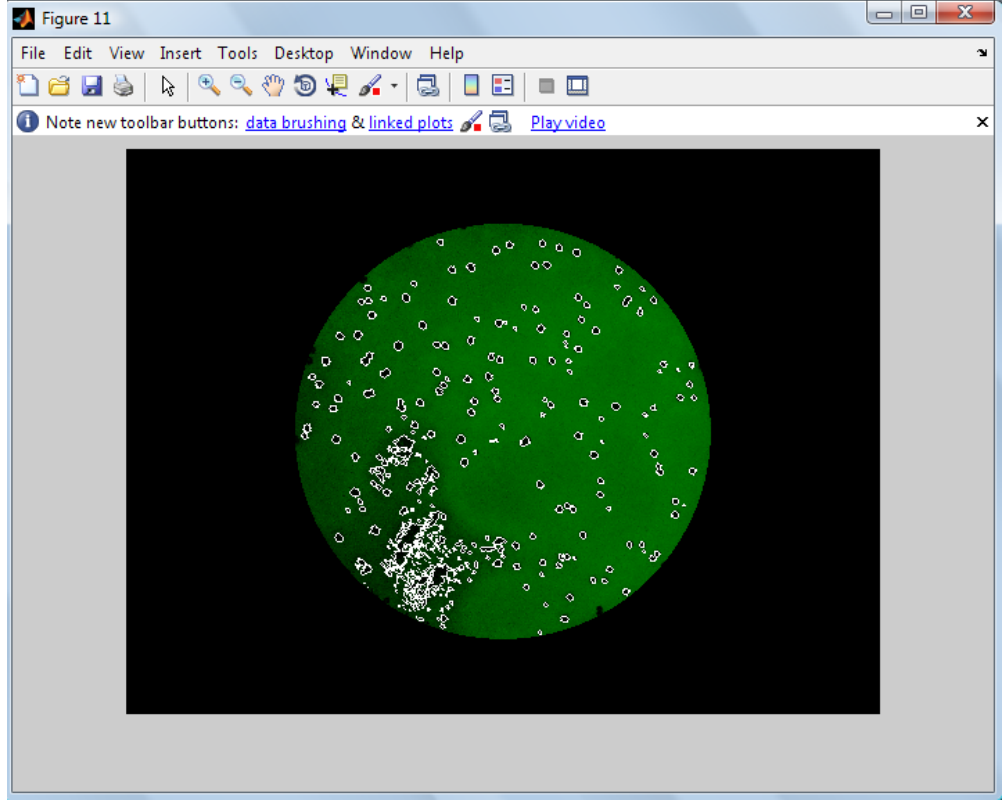 Figure 11
File Edit View Insert Tools Desktop Window Help
Note new toolbar buttons: data brushing & linked plots Play video